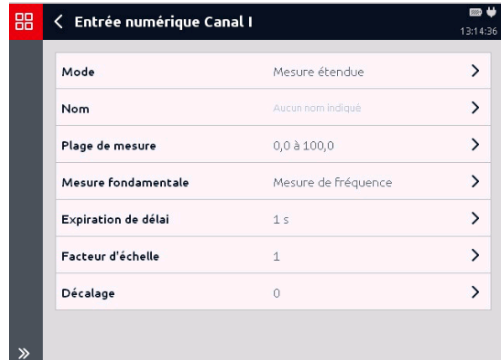 Entrée numérique Canal I
13:14:36
Mode Mesure étendue
Nom Aucun nom indiqué
Plage de mesure 0,0 à 100,0
Mesure fondamentale Mesure de fréquence
Expiration de délai 1 s
Facteur d'échelle 1
Décalage 0